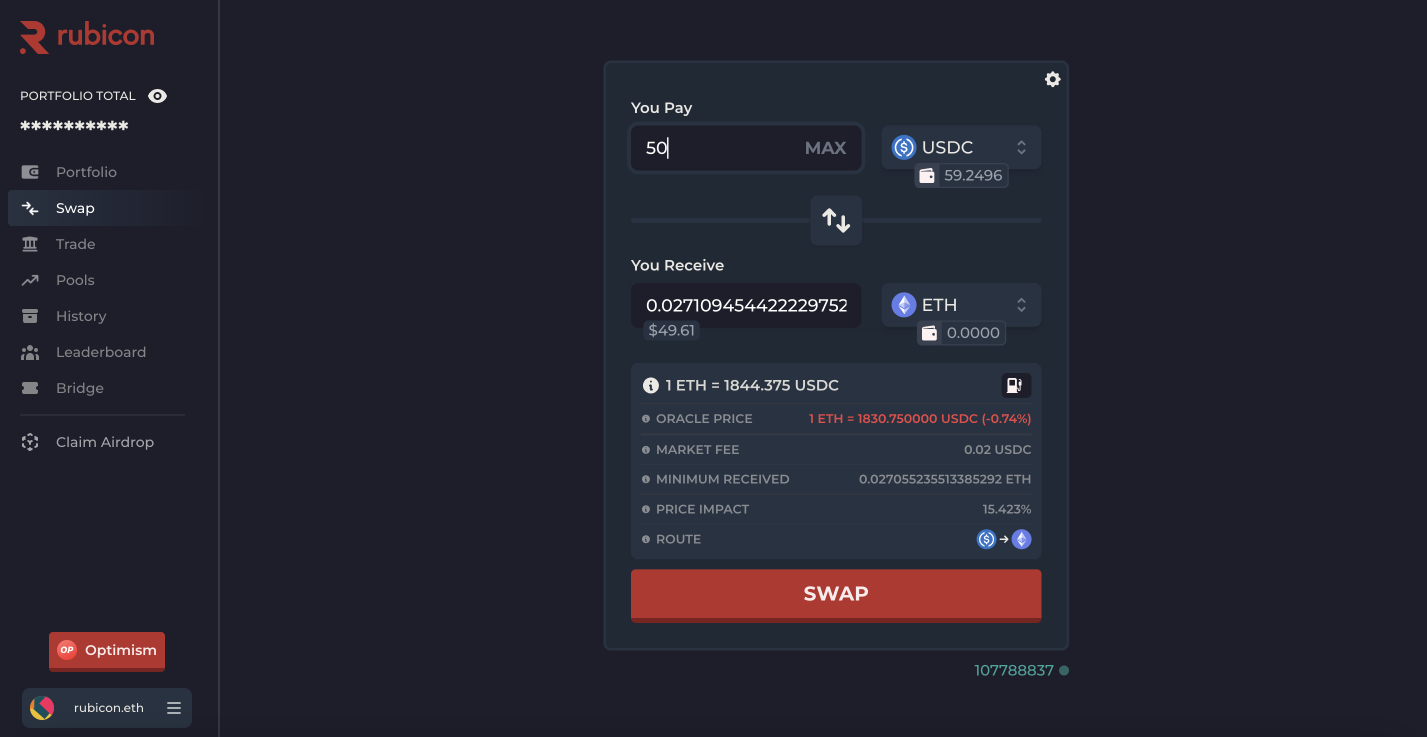 rubicon
PORTFOLIO TOTAL
**********
Portfolio
Swap
Trade
Pools
History
Leaderboard
Bridge
Claim Airdrop
OP Optimism
rubicon.eth
You Pay
50 MAX
USDC
59.2496
You Receive
0.027109454422229752
ETH
$49.61
0.0000
1 ETH = 1844.375 USDC
ORACLE PRICE 1 ETH = 1830.750000 USDC (-0.74%)
MARKET FEE 0.02 USDC
MINIMUM RECEIVED 0.027055235513385292 ETH
PRICE IMPACT 15.423%
ROUTE
SWAP
107788837